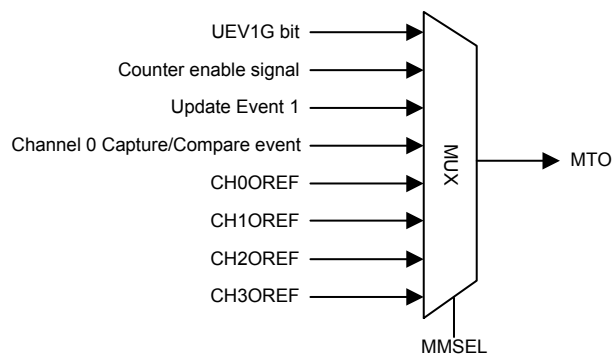 UEV1G bit
Counter enable signal
Update Event 1
Channel 0 Capture/Compare event
CH0OREF
CH1OREF
CH2OREF
CH3OREF
MUX
MTO
MMSEL